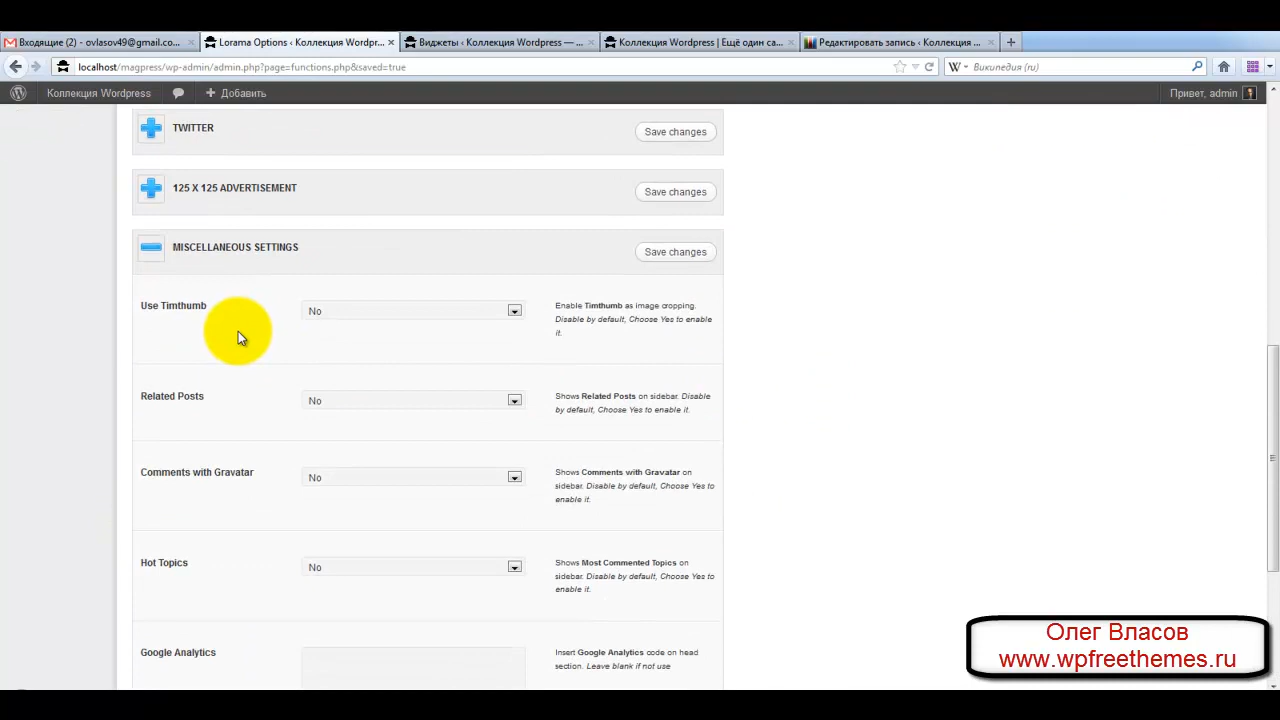 Входящие (2) - ovlasov49@gmail.co...
Lorama Options ‹ Коллекция Wordpr...
Виджеты ‹ Коллекция Wordpress — ...
Коллекция Wordpress | Ещё один са...
Редактировать запись ‹ Коллекция ...
localhost/magpress/wp-admin/admin.php?page=functions.php&saved=true
Википедия (ru)
Коллекция Wordpress
Добавить
Привет, admin
TWITTER
Save changes
125 X 125 ADVERTISEMENT
Save changes
MISCELLANEOUS SETTINGS
Save changes
Use Timthumb
No
Enable Timthumb as image cropping.
Disable by default, Choose Yes to enable
it.
Related Posts
No
Shows Related Posts on sidebar. Disable
by default, Choose Yes to enable it.
Comments with Gravatar
No
Shows Comments with Gravatar on
sidebar. Disable by default, Choose Yes to
enable it.
Hot Topics
No
Shows Most Commented Topics on
sidebar. Disable by default, Choose Yes to
enable it.
Google Analytics
Insert Google Analytics code on head
section. Leave blank if not use
Олег Власов
www.wpfreethemes.ru